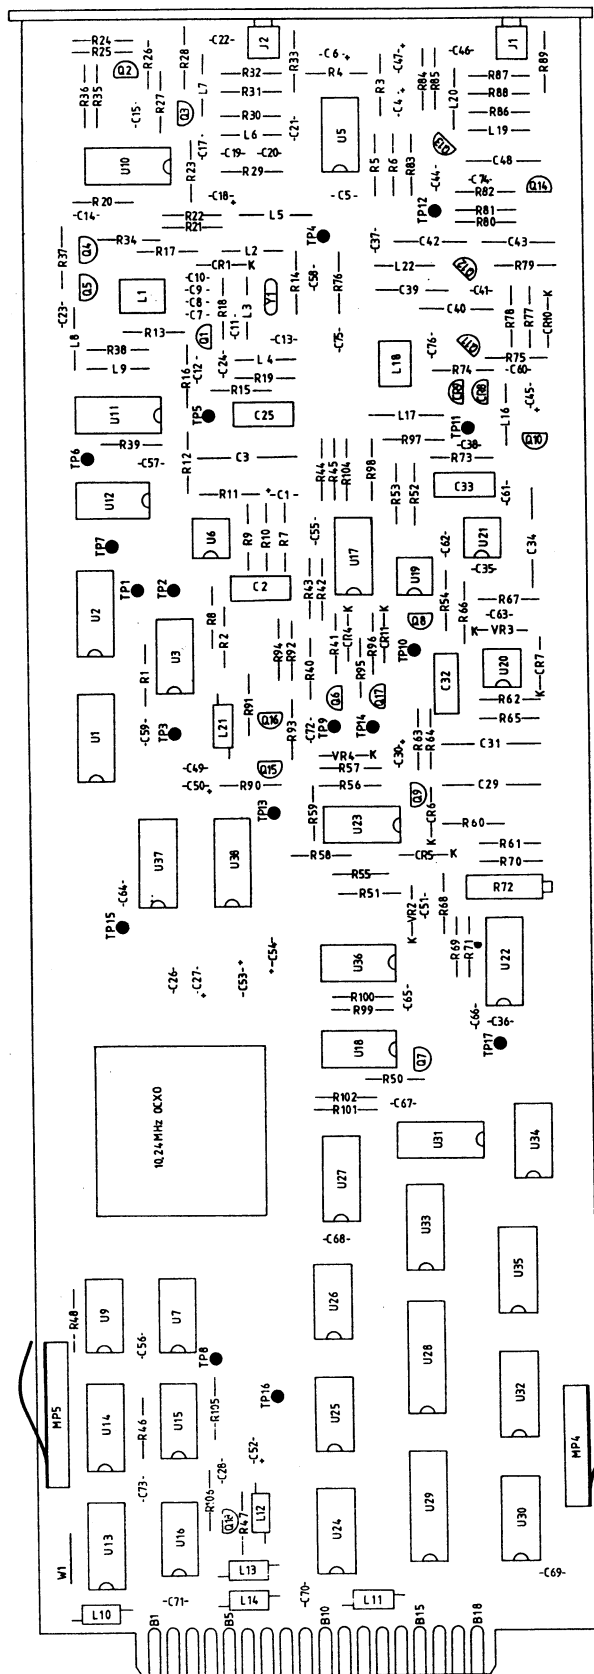 R24
R25
R26
R28
-C22-
J2
R33
-C6-+
-C47-+
-C46-
J1
R89
Q2
R36
R35
R27
L7
R32
R4
R3
R84
R85
L20
R87
R31
R88
-C15-
Q3
R30
-C21-
-C4-+
R86
L6
U5
L19
U10
-C17-
R23
-C19-
-C20-
R29
R5
R6
R83
Q13
C48
-C44-
-C74-
R82
Q14
-C18-+
-C5-
R20
-C14-
R22
R21
L5
TP12
R81
R80
R37
Q4
R34
R17
L2
TP4
-C37-
C42
C43
CR1
K
R14
-C58-
R76
L22
Q12
R79
Q5
L1
-C10-
-C9-
-C8-
-C7-
R18
L3
Y1
C39
-C41-
C40
R78
R77
CR10
K
-C23-
L8
R13
Q1
-C11-
-C13-
-C75-
-C76-
Q11
R38
L9
-C12-
-C24-
L4
R19
L18
R75
R74
-C60-
R16
R15
CR9
CR8
-C45-+
U11
TP5
C25
L17
TP11
L16
R39
R12
R97
-C38-
Q10
TP6
-C57-
C3
R44
R45
R104
R98
R73
U12
R11
+-C1-
R53
R52
C33
-C61-
U6
R9
R10
R7
-C55-
U17
-C62-
U21
C34
TP7
U19
-C35-
TP1
TP2
C2
R43
R42
R54
R66
R67
U2
R8
R2
K
K
Q8
-C63-
U3
R94
R92
R41
CR4
R96
CR11
K
VR3
R1
R40
R95
TP10
CR7
K
C32
U20
Q6
Q17
R62
U1
-C59-
TP3
L21
R91
Q16
R93
-C72-
TP9
TP14
R63
R64
R65
-C30-+
C31
VR4
K
-C49-
Q15
R57
-C50-+
R90
R56
Q9
C29
TP13
R59
U23
CR6
K
R60
U37
U38
R58
CR5
K
R61
R70
-C64-
R55
R51
R68
R72
TP15
VR2
K
-C51-
R69
R71
U22
-C26-
-C27-+
-C53-+
+-C54-
U36
R100
R99
-C65-
-C66-
-C36-
TP17
U18
Q7
R50
10,24MHz OCXO
R102
R101
-C67-
U31
U34
U27
U33
-C68-
U35
U9
U7
U26
R48
-C56-
TP8
U28
MP5
TP16
U32
MP4
U14
R46
U15
R105
U25
-C52-+
-C28-
-C73-
R106
L12
R47
U13
U16
U24
U29
U30
W1
L13
-C69-
L10
-C71-
L14
-C70-
L11
B1
B5
B10
B15
B18